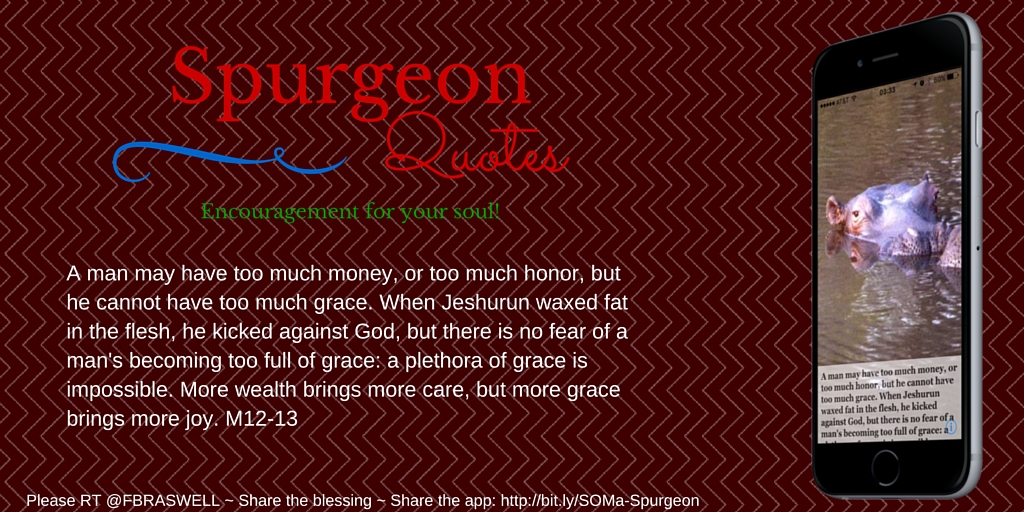 Spurgeon
Quotes
Encouragement for your soul!
A man may have too much money, or too much honor, but
he cannot have too much grace. When Jeshurun waxed fat
in the flesh, he kicked against God, but there is no fear of a
man's becoming too full of grace: a plethora of grace is
impossible. More wealth brings more care, but more grace
brings more joy. M12-13
Please RT @FBRASWELL ~ Share the blessing ~ Share the app: http://bit.ly/SOMa-Spurgeon
AT&T 03:33 60%
A man may have too much money, or
too much honor, but he cannot have
too much grace. When Jeshurun
waxed fat in the flesh, he kicked
against God, but there is no fear of a
man's becoming too full of grace: a